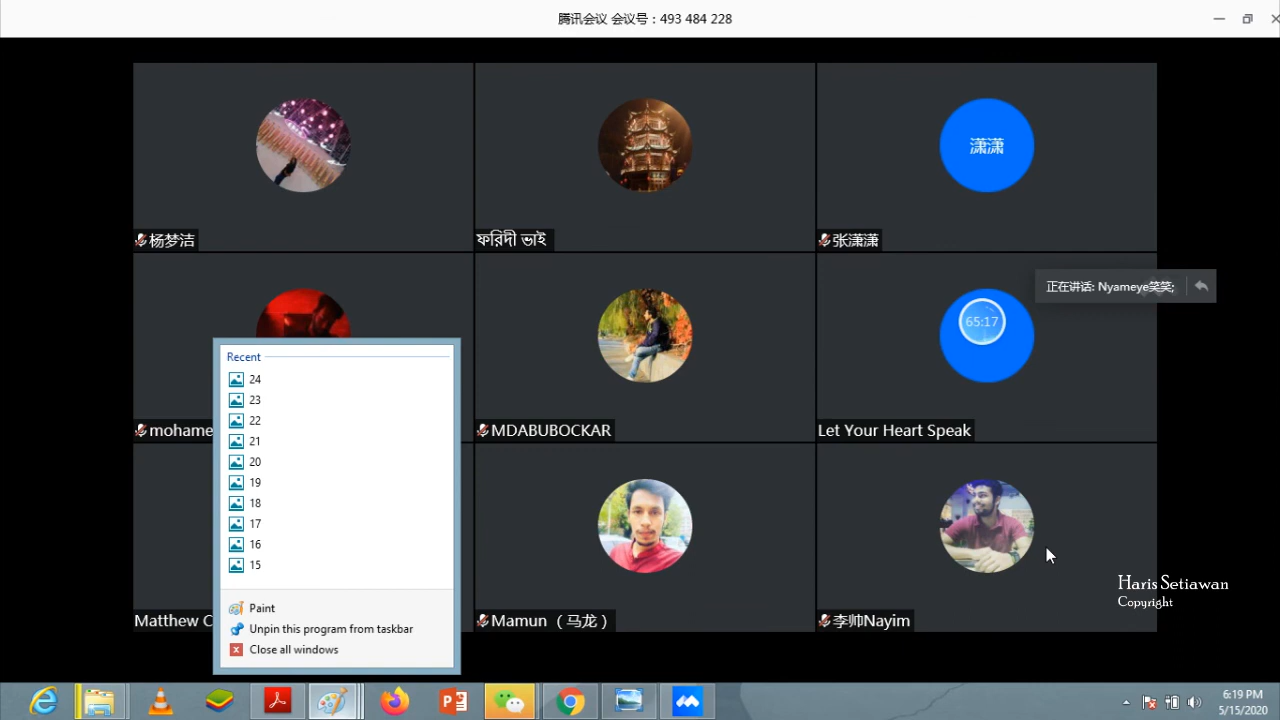 腾讯会议 会议号：493 484 228
潇潇
杨梦洁
ফরিদী ভাই
张潇潇
正在讲话: Nyameye笑笑;
65:17
mohame
MDABUBOCKAR
Let Your Heart Speak
Recent
24
23
22
21
20
19
18
17
16
15
Paint
Unpin this program from taskbar
Close all windows
Matthew C
Mamun（马龙）
李帅Nayim
Haris Setiawan
Copyright
6:19 PM
5/15/2020